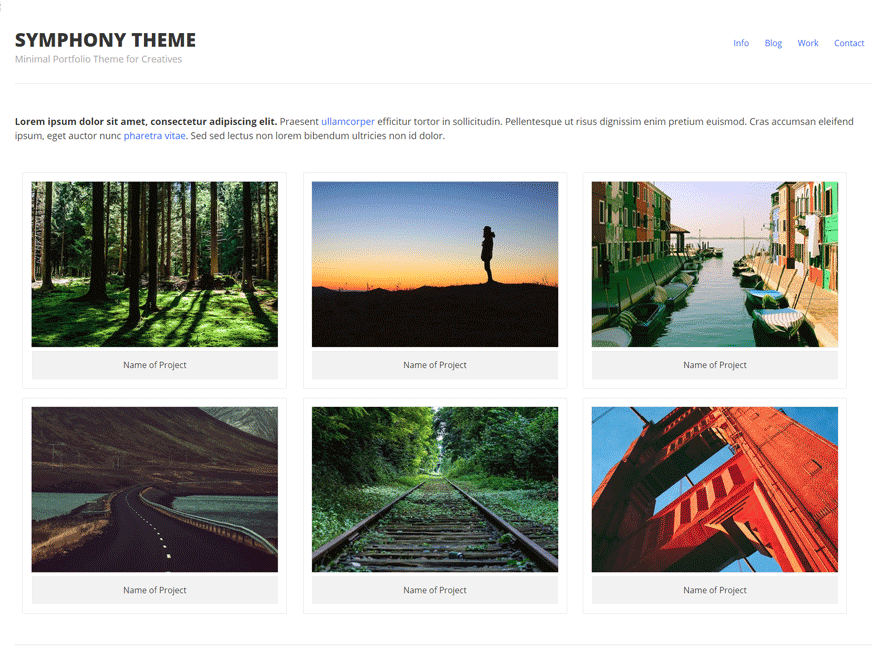 SYMPHONY THEME
Minimal Portfolio Theme for Creatives
Info Blog Work Contact
Lorem ipsum dolor sit amet, consectetur adipiscing elit. Praesent ullamcorper efficitur tortor in sollicitudin. Pellentesque ut risus dignissim enim pretium euismod. Cras accumsan eleifend
ipsum, eget auctor nunc pharetra vitae. Sed sed lectus non lorem bibendum ultricies non id dolor.
Name of Project
Name of Project
Name of Project
Name of Project
Name of Project
Name of Project